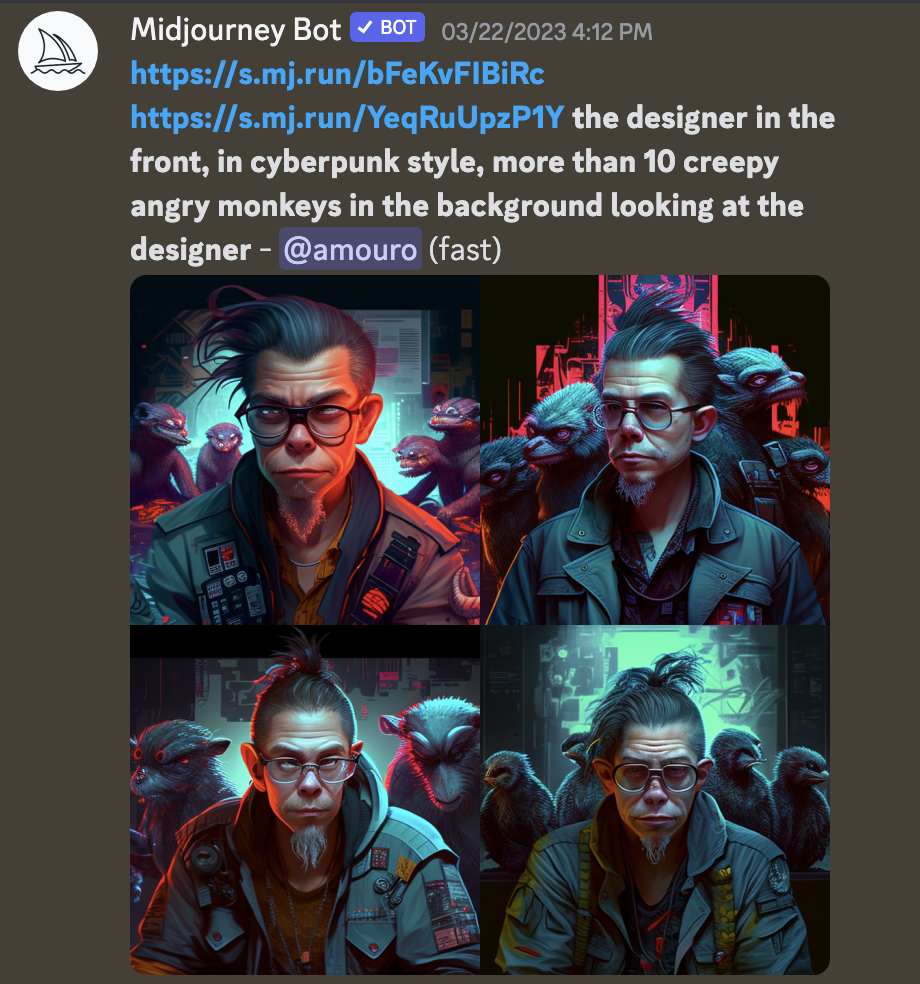 Midjourney Bot ✓ BOT 03/22/2023 4:12 PM
https://s.mj.run/bFeKvFIBiRc
https://s.mj.run/YeqRuUpzP1Y the designer in the
front, in cyberpunk style, more than 10 creepy
angry monkeys in the background looking at the
designer - @amouro (fast)